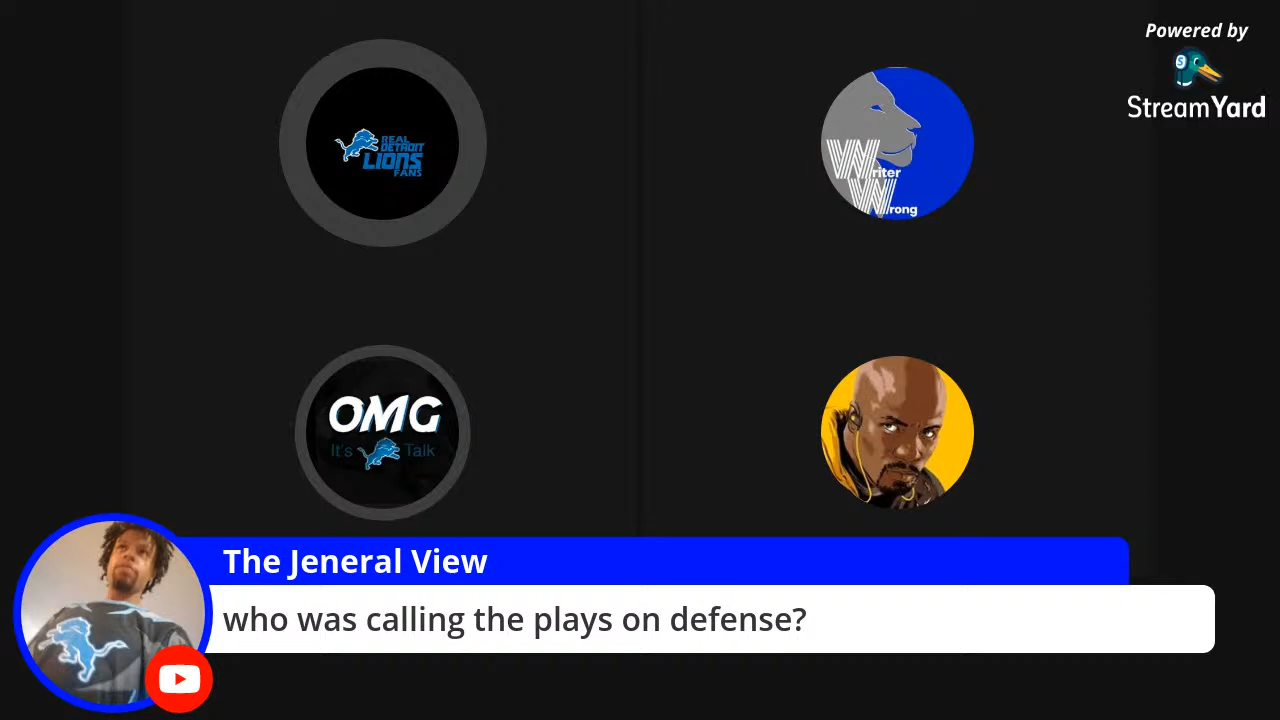 Powered by
StreamYard
S
REAL
DETROIT
LIONS
FANS
Writer
Wrong
OMG
It's Talk
The Jeneral View
who was calling the plays on defense?